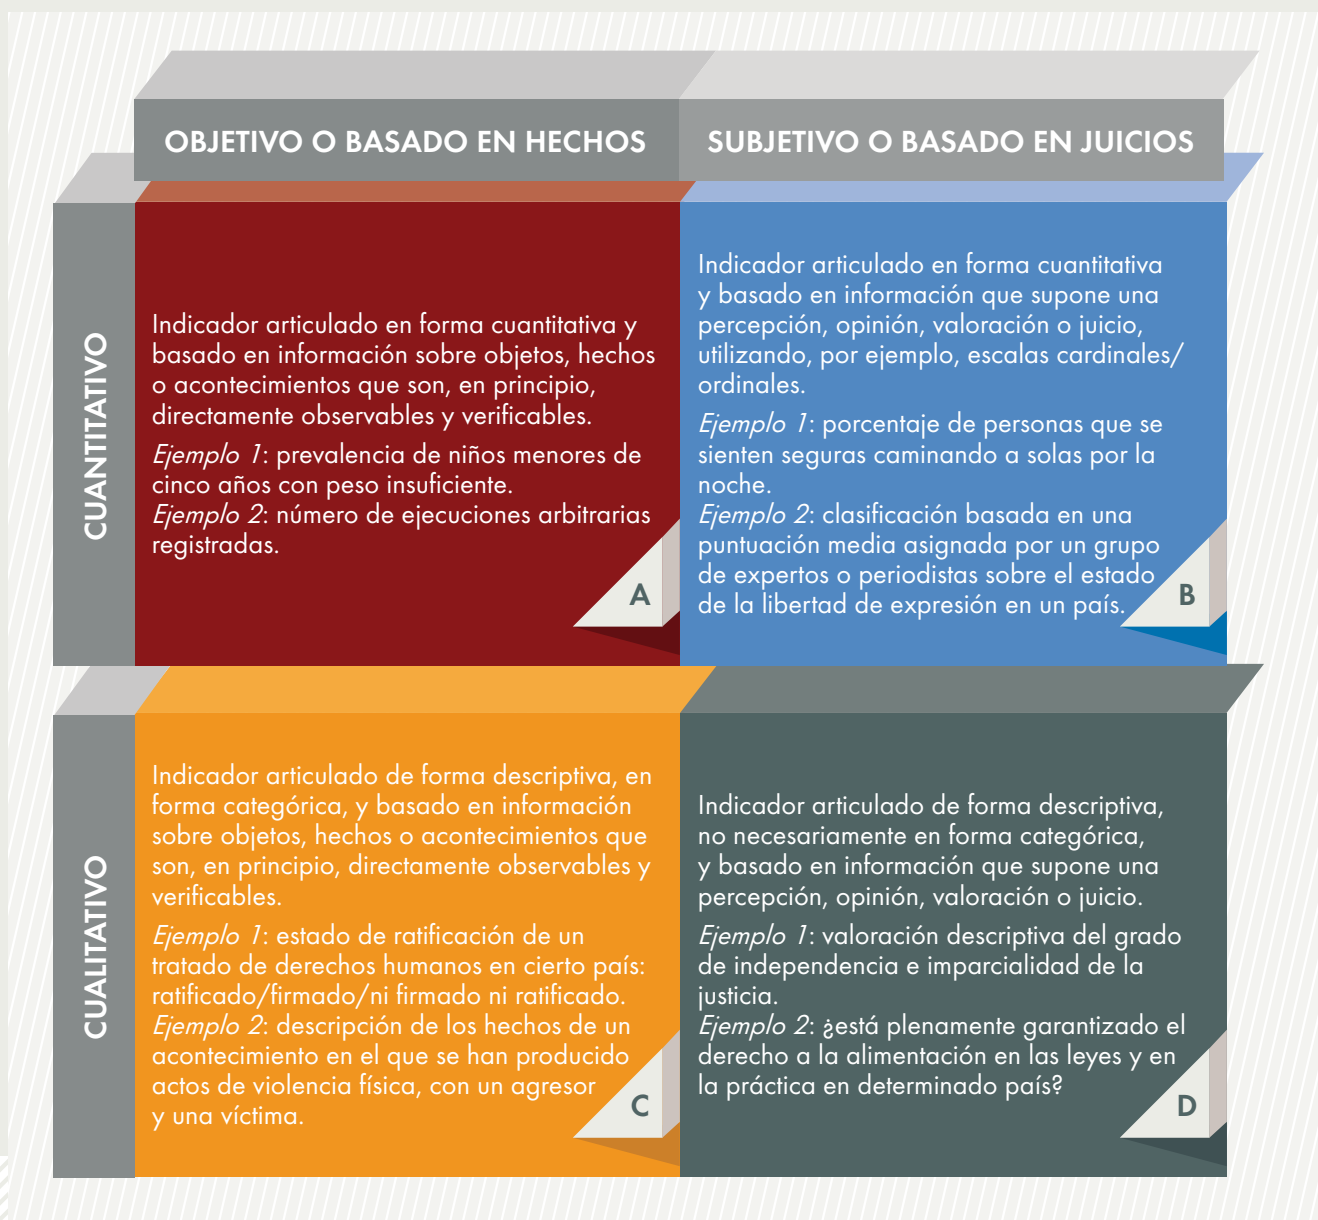 OBJETIVO O BASADO EN HECHOS
SUBJETIVO O BASADO EN JUICIOS
CUANTITATIVO
Indicador articulado en forma cuantitativa y
basado en información sobre objetos, hechos
o acontecimientos que son, en principio,
directamente observables y verificables.
Ejemplo 1: prevalencia de niños menores de
cinco años con peso insuficiente.
Ejemplo 2: número de ejecuciones arbitrarias
registradas.
A
Indicador articulado en forma cuantitativa
y basado en información que supone una
percepción, opinión, valoración o juicio,
utilizando, por ejemplo, escalas cardinales/
ordinales.
Ejemplo 1: porcentaje de personas que se
sienten seguras caminando a solas por la
noche.
Ejemplo 2: clasificación basada en una
puntuación media asignada por un grupo
de expertos o periodistas sobre el estado
de la libertad de expresión en un país.
B
CUALITATIVO
Indicador articulado de forma descriptiva, en
forma categórica, y basado en información
sobre objetos, hechos o acontecimientos que
son, en principio, directamente observables y
verificables.
Ejemplo 1: estado de ratificación de un
tratado de derechos humanos en cierto país:
ratificado/firmado/ni firmado ni ratificado.
Ejemplo 2: descripción de los hechos de un
acontecimiento en el que se han producido
actos de violencia física, con un agresor
y una víctima.
C
Indicador articulado de forma descriptiva,
no necesariamente en forma categórica,
y basado en información que supone una
percepción, opinión, valoración o juicio.
Ejemplo 1: valoración descriptiva del grado
de independencia e imparcialidad de la
justicia.
Ejemplo 2: ¿está plenamente garantizado el
derecho a la alimentación en las leyes y en
la práctica en determinado país?
D